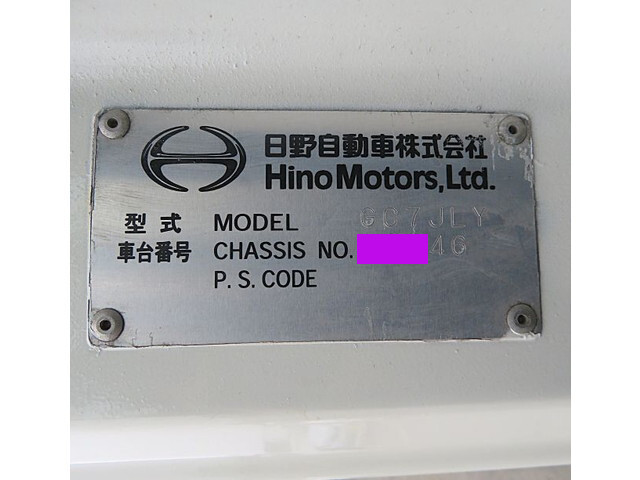 日野自動車株式会社
Hino Motors, Ltd.
型式 MODEL GD7JLY
車台番号 CHASSIS NO. 4G
P. S. CODE